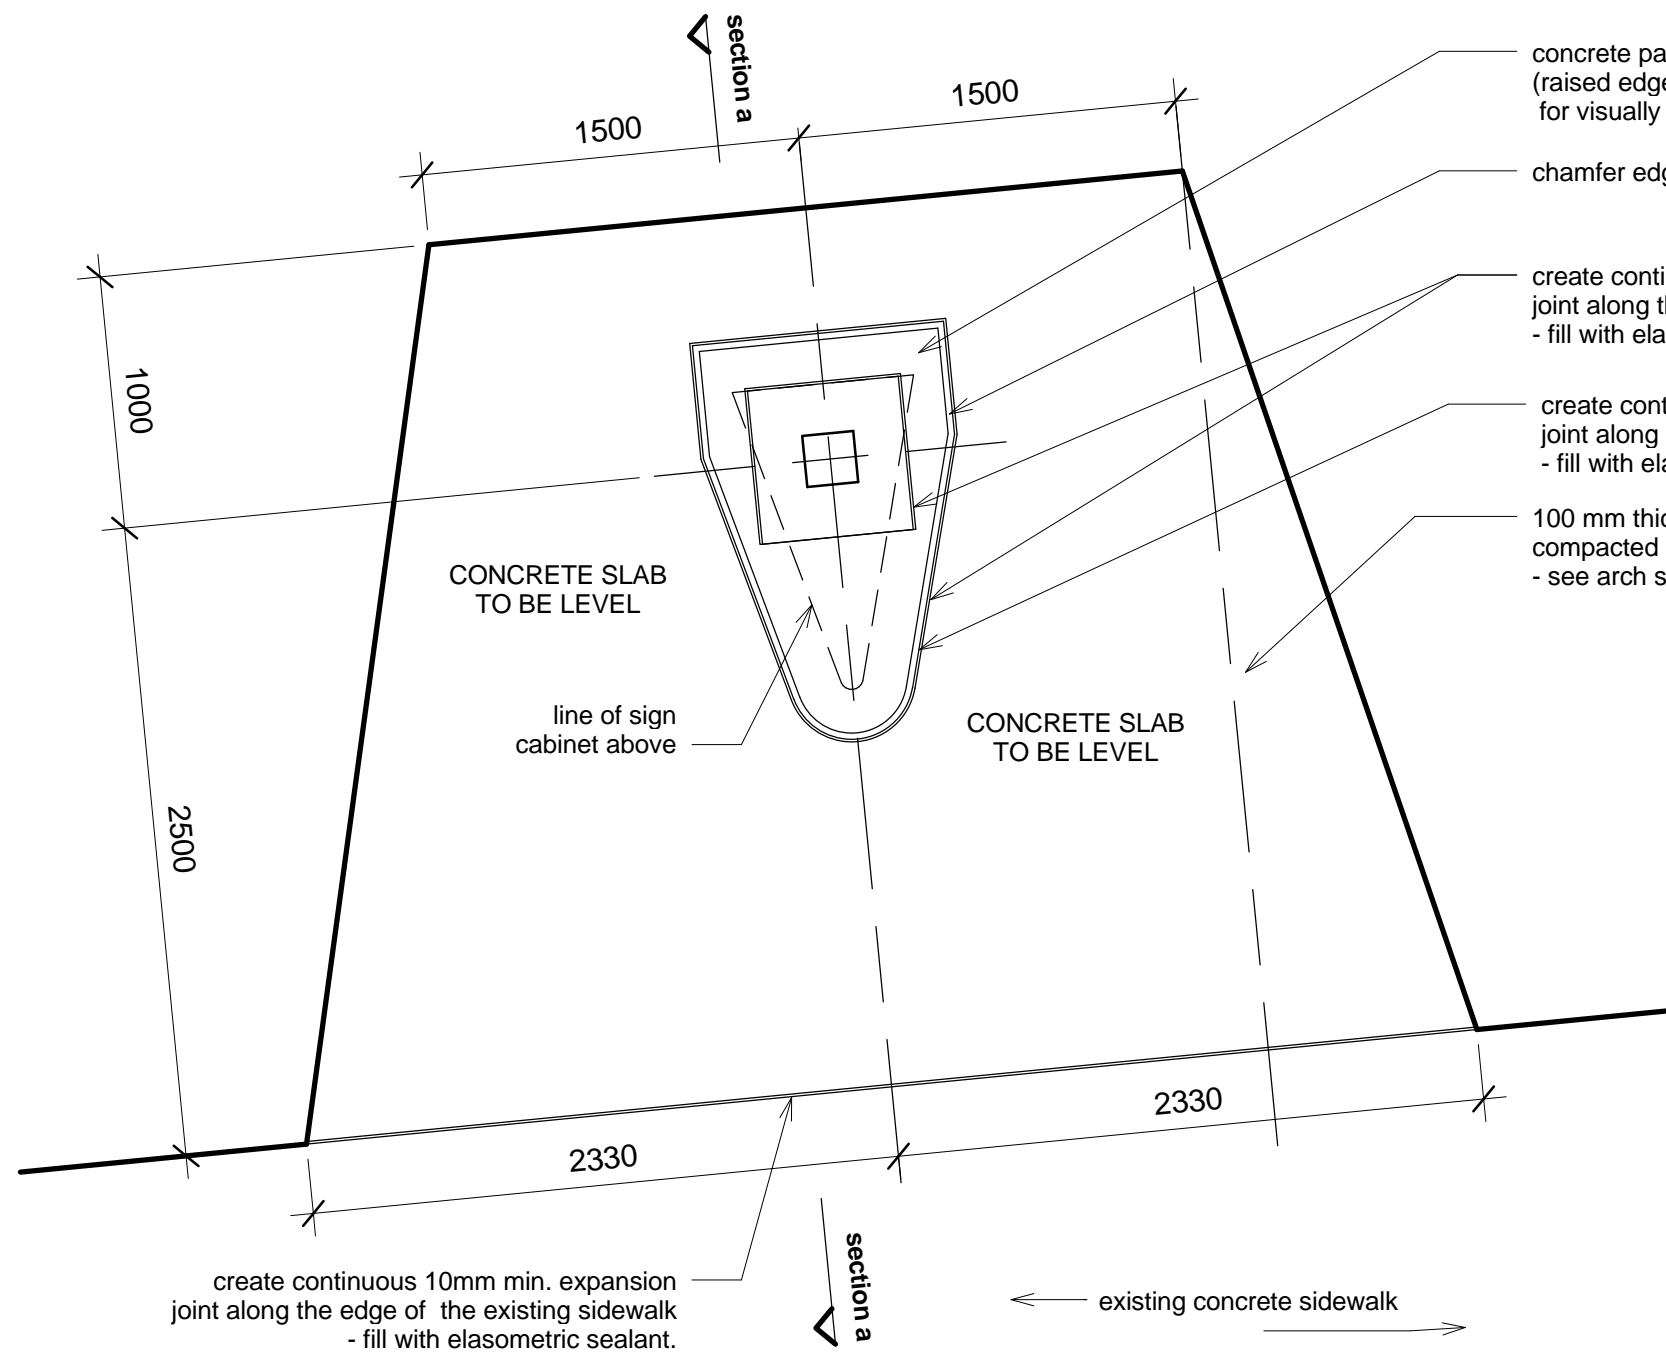 section a
1500
1500
concrete pa
(raised edge
for visually
chamfer edg
create conti
joint along th
- fill with ela
1000
create cont
joint along
- fill with ela
100 mm thic
compacted
- see arch s
CONCRETE SLAB
TO BE LEVEL
line of sign
cabinet above
CONCRETE SLAB
TO BE LEVEL
2500
2330
2330
section a
create continuous 10mm min. expansion
joint along the edge of the existing sidewalk
- fill with elasometric sealant.
existing concrete sidewalk